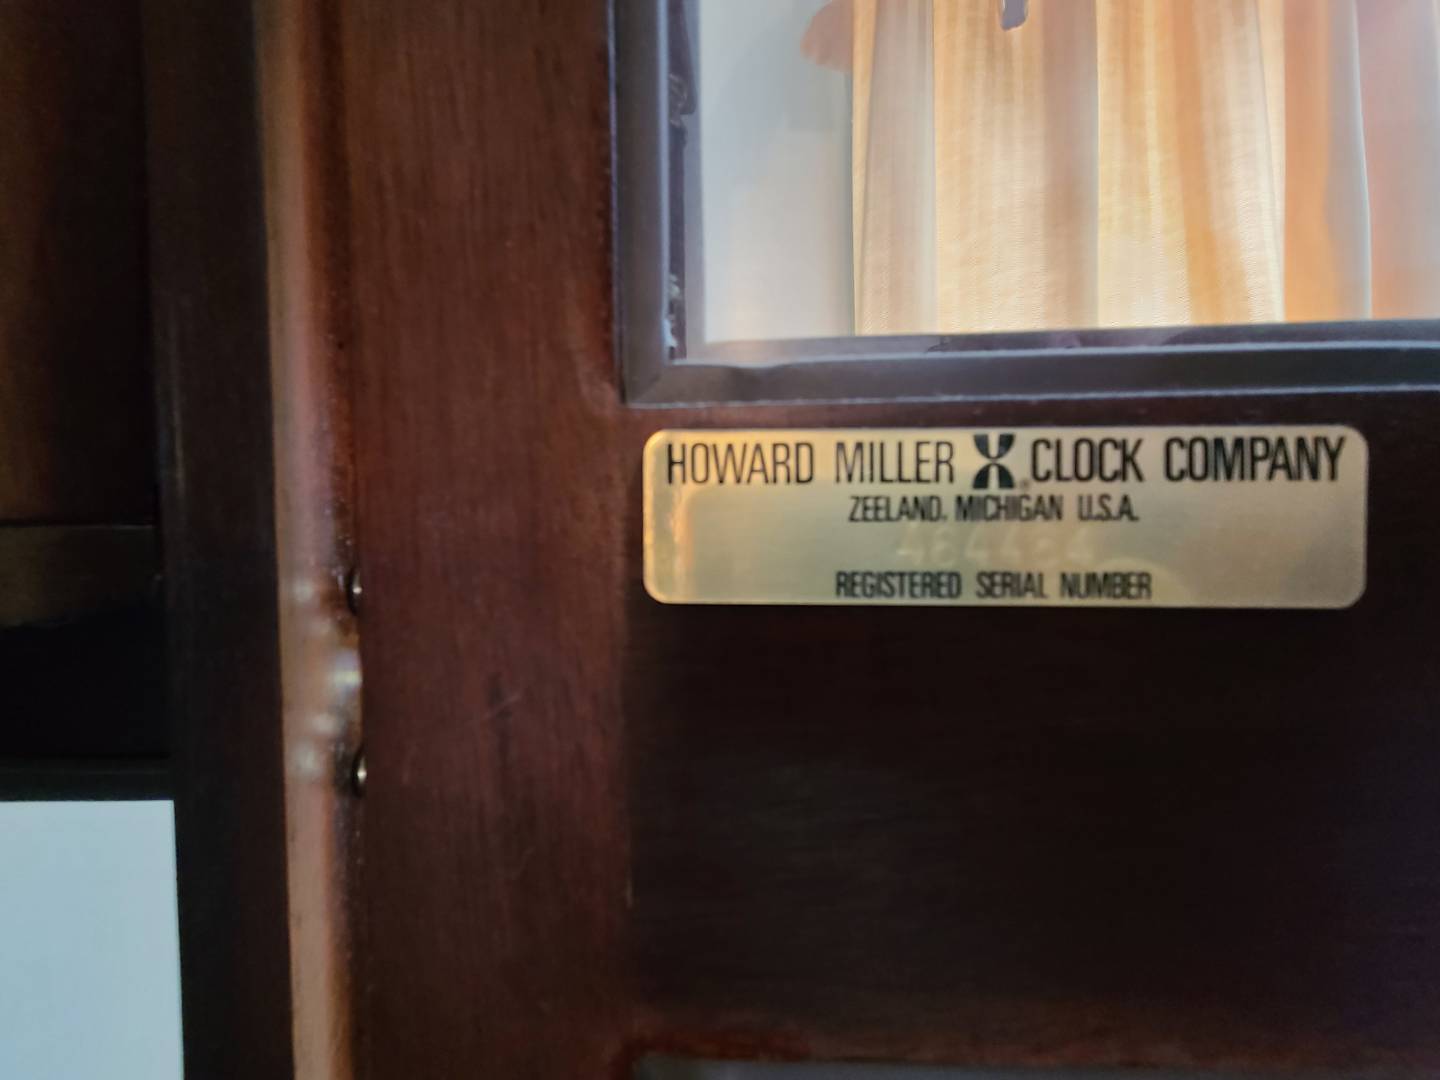 HOWARD MILLER CLOCK COMPANY
ZEELAND, MICHIGAN U.S.A.
REGISTERED SERIAL NUMBER